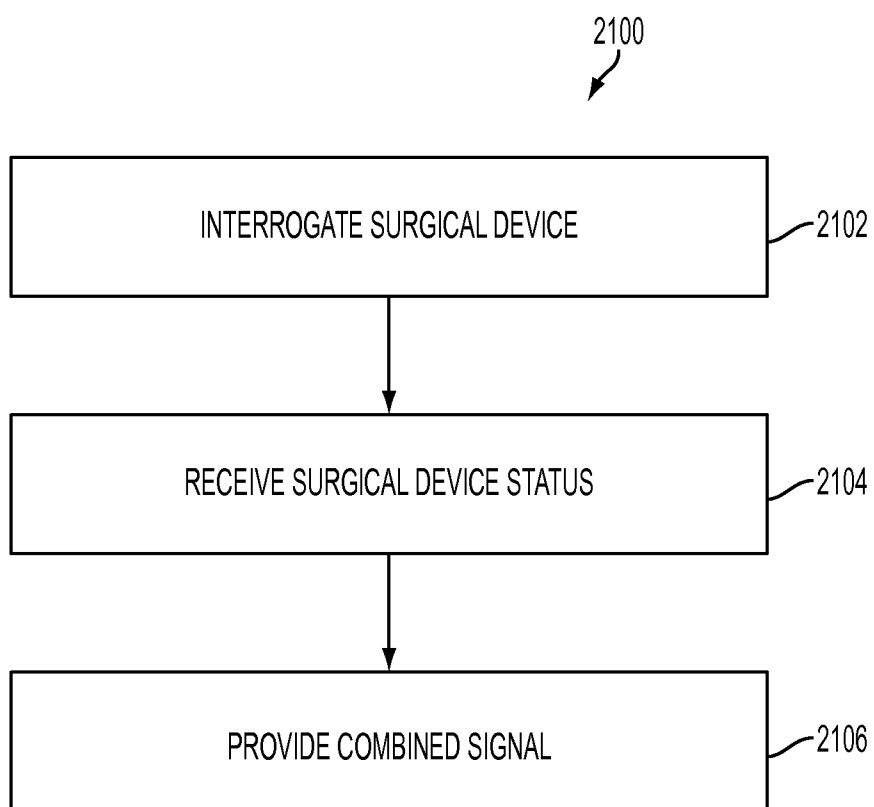 2100
INTERROGATE SURGICAL DEVICE
2102
RECEIVE SURGICAL DEVICE STATUS
2104
PROVIDE COMBINED SIGNAL
2106